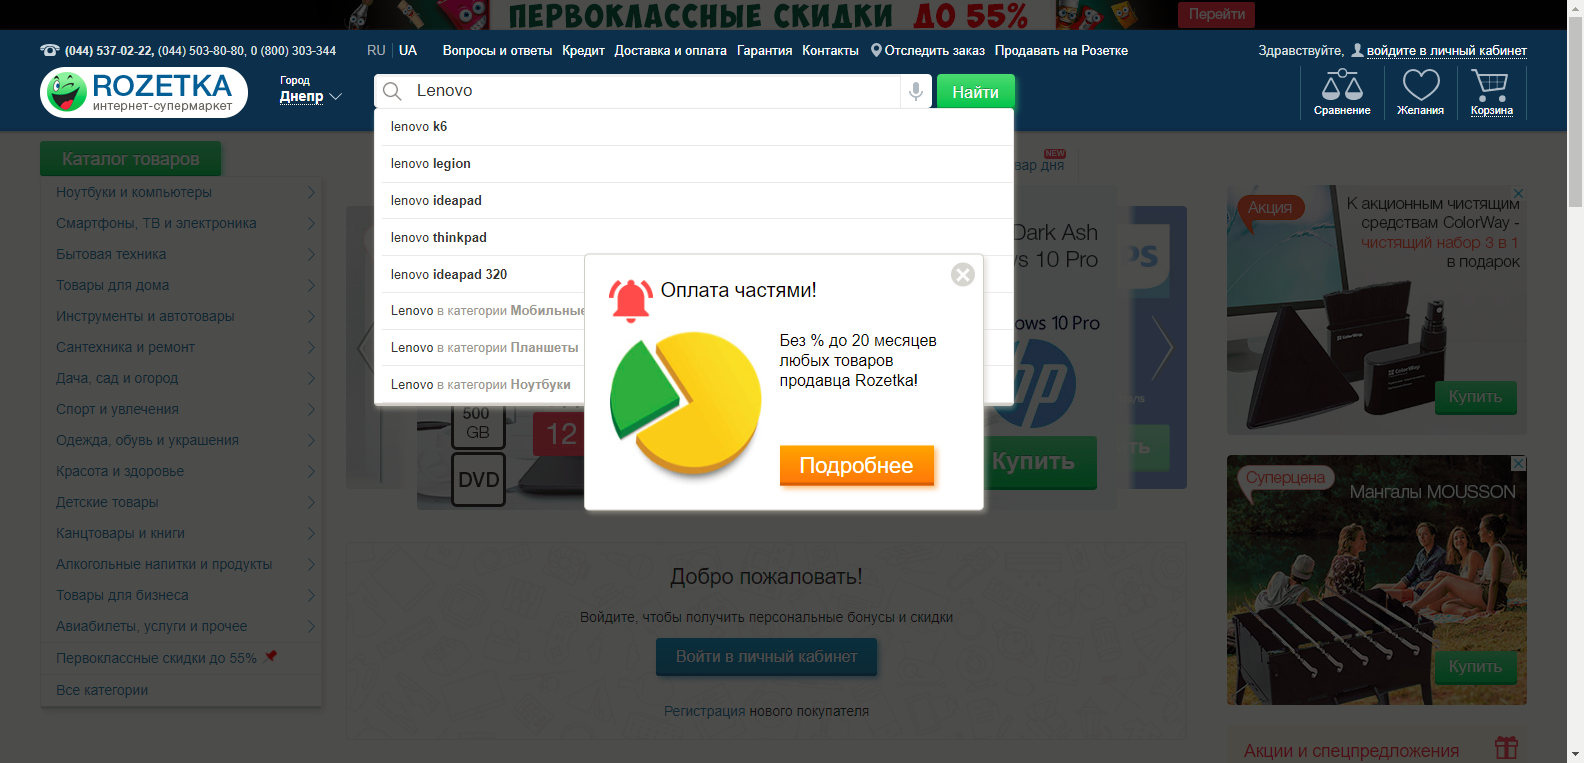 ПЕРВОКЛАССНЫЕ СКИДКИ ДО 55%
Перейти
(044) 537-02-22, (044) 503-80-80, 0 (800) 303-344
RU UA
Вопросы и ответы Кредит Доставка и оплата Гарантия Контакты Отследить заказ Продавать на Розетке
Здравствуйте, войдите в личный кабинет
ROZETKA
интернет-супермаркет
Город
Днепр
Lenovo
Найти
Сравнение
Желания
Корзина
lenovo k6
lenovo legion
lenovo ideapad
lenovo thinkpad
lenovo ideapad 320
Lenovo в категории Мобильные
Lenovo в категории Планшеты
Lenovo в категории Ноутбуки
Каталог товаров
Ноутбуки и компьютеры
Смартфоны, ТВ и электроника
Бытовая техника
Товары для дома
Инструменты и автотовары
Сантехника и ремонт
Дача, сад и огород
Спорт и увлечения
Одежда, обувь и украшения
Красота и здоровье
Детские товары
Канцтовары и книги
Алкогольные напитки и продукты
Товары для бизнеса
Авиабилеты, услуги и прочее
Первоклассные скидки до 55%
Все категории
NEW
вар дня
Dark Ash
s 10 Pro
PS
ows 10 Pro
hp
500
GB
DVD
12
Купить
ть
Оплата частями!
Без % до 20 месяцев
любых товаров
продавца Rozetka!
Подробнее
Добро пожаловать!
Войдите, чтобы получить персональные бонусы и скидки
Войти в личный кабинет
Регистрация нового покупателя
Акция
К акционным чистящим
средствам ColorWay -
чистящий набор 3 в 1
в подарок
ColorWay
Купить
Суперцена
Мангалы MOUSSON
Купить
Акции и спецпредложения